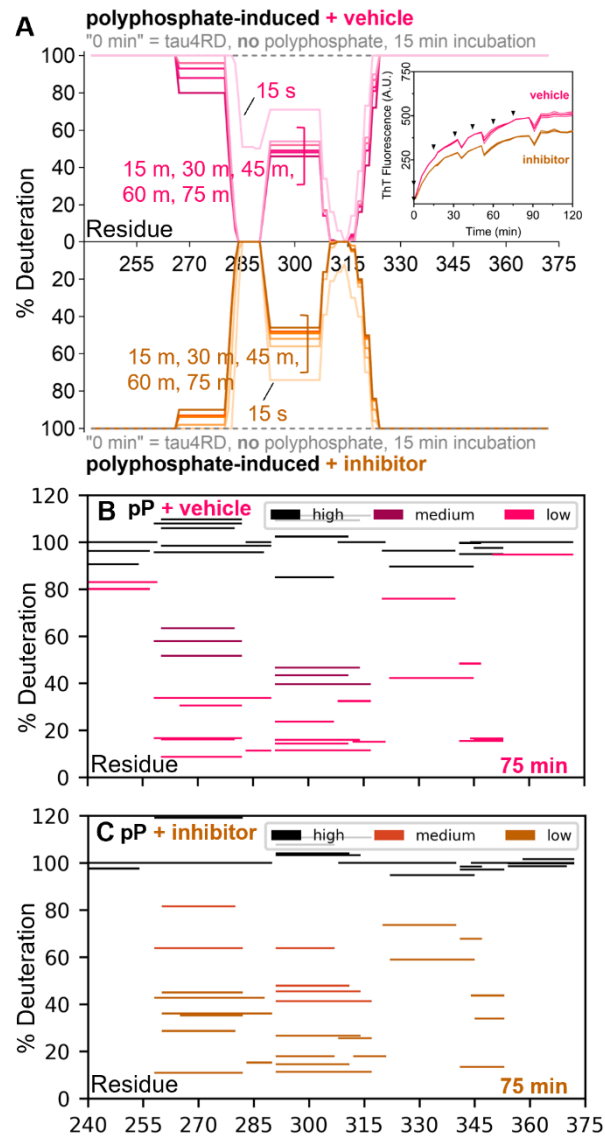 A
polyphosphate-induced + vehicle
"0 min" = tau4RD, no polyphosphate, 15 min incubation
100
80
60
40
20
0
20
40
60
80
100
% Deuteration
15 s
15 m, 30 m, 45 m,
60 m, 75 m
Residue
750
500
250
ThT Fluorescence (A.U.)
vehicle
inhibitor
0 30 60 90 120
Time (min)
255 270 285 300 315 330 345 360 375
15 m, 30 m, 45 m,
60 m, 75 m
15 s
"0 min" = tau4RD, no polyphosphate, 15 min incubation
polyphosphate-induced + inhibitor
B pP + vehicle
high medium low
120
100
80
60
40
20
0
% Deuteration
Residue
75 min
C pP + inhibitor
high medium low
120
100
80
60
40
20
0
% Deuteration
Residue
75 min
240 255 270 285 300 315 330 345 360 375